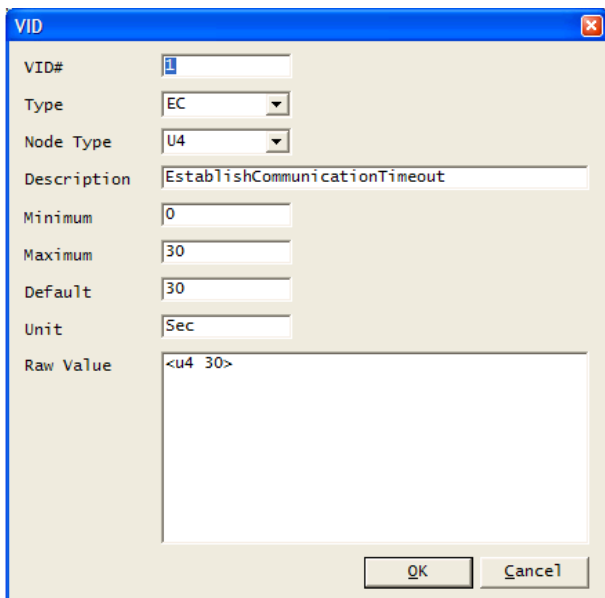 VID
VID# 1
Type EC
Node Type U4
Description EstablishCommunicationTimeout
Minimum 0
Maximum 30
Default 30
Unit Sec
Raw Value <u4 30>
OK Cancel